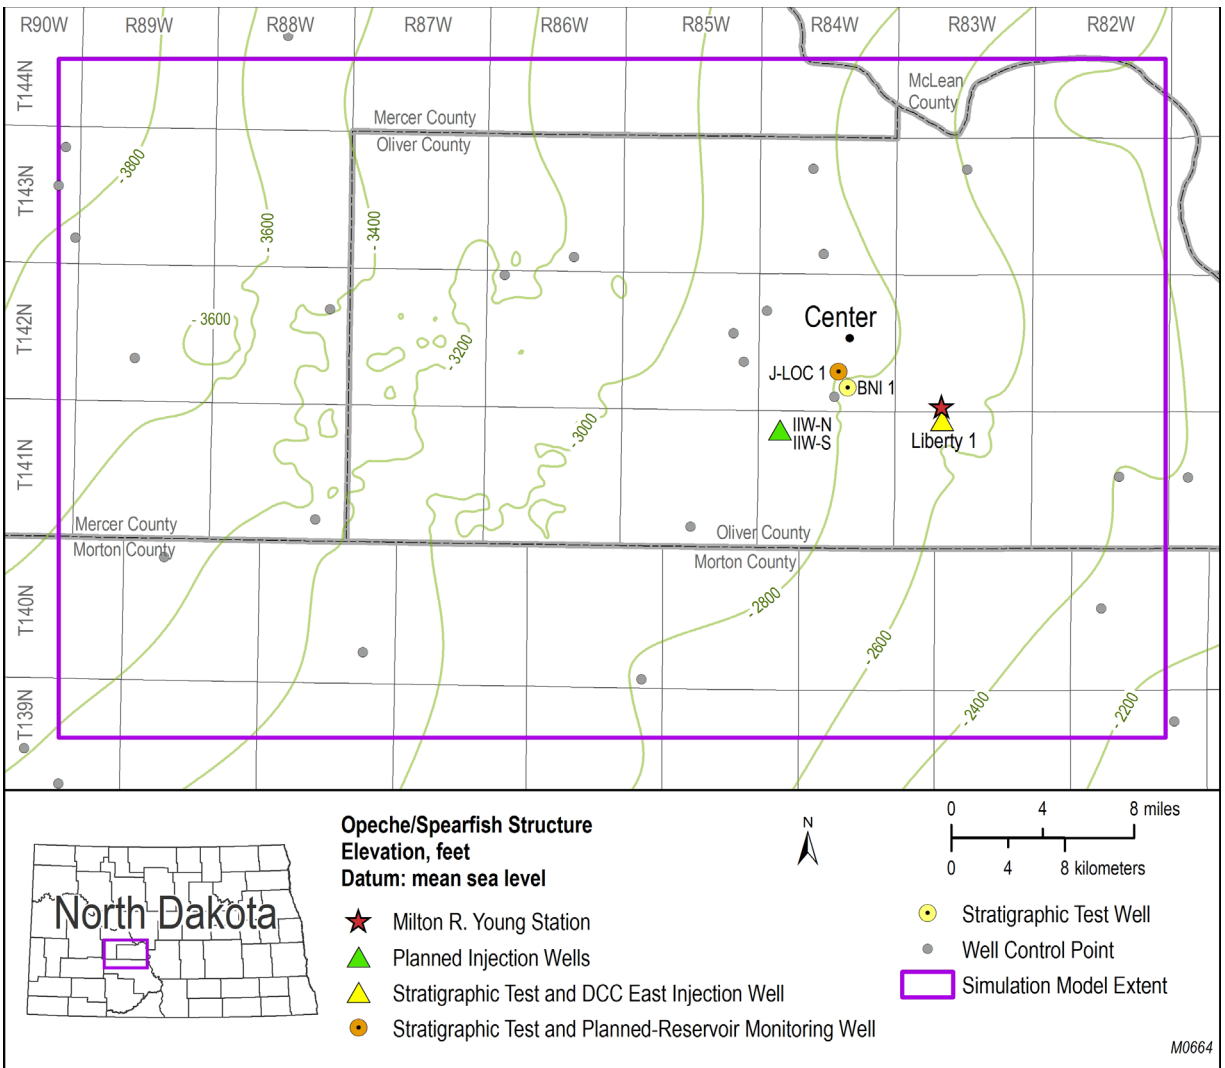 R90W R89W R88W R87W R86W R85W R84W R83W R82W
T144N
McLean
County
Mercer County
Oliver County
- 3800
T143N
- 3600
- 3400
T142N
- 3600
Center
- 3200
J-LOC 1
BNI 1
- 3000
IIW-N
IIW-S
Liberty 1
T141N
Mercer County
Morton County
Oliver County
Morton County
T140N
- 2800
- 2600
T139N
- 2400
- 2200
Opeche/Spearfish Structure
Elevation, feet
Datum: mean sea level
Milton R. Young Station
Planned Injection Wells
Stratigraphic Test and DCC East Injection Well
Stratigraphic Test and Planned-Reservoir Monitoring Well
North Dakota
N
0 4 8 miles
0 4 8 kilometers
Stratigraphic Test Well
Well Control Point
Simulation Model Extent
M0664